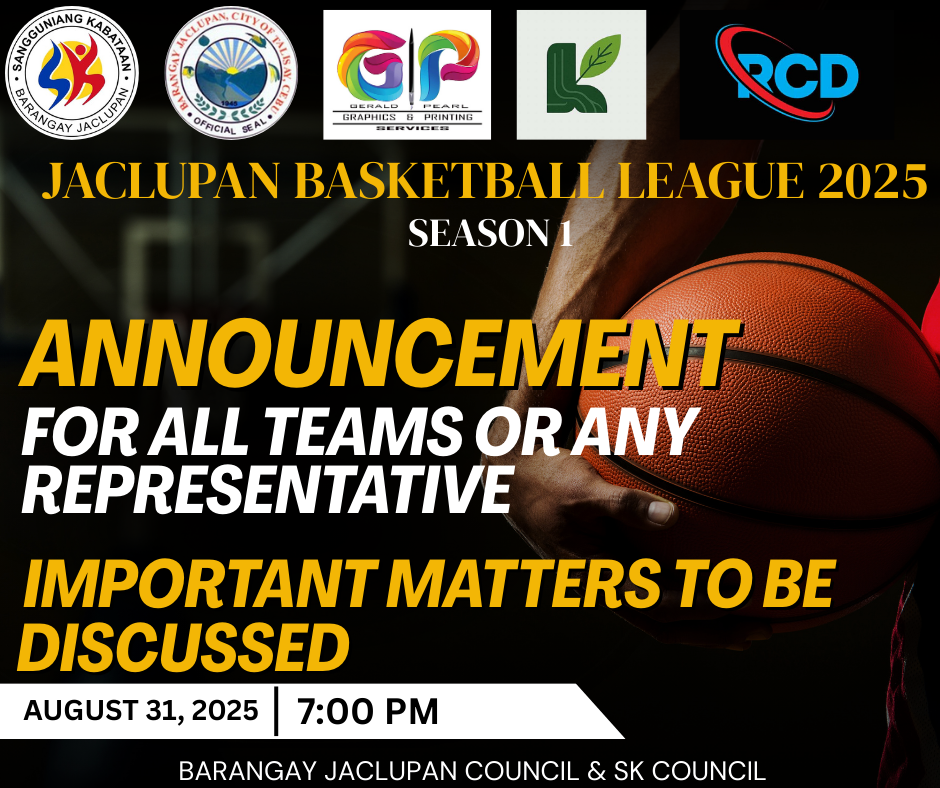 SANGGUNIANG KABATAAN
BARANGAY JACLUPAN
BARANGAY JACLUPAN, CITY OF TALISAY, CEBU
1945
OFFICIAL SEAL
GP
GERALD PEARL
GRAPHICS & PRINTING
SERVICES
K
RCD
JACLUPAN BASKETBALL LEAGUE 2025
SEASON 1
ANNOUNCEMENT
FOR ALL TEAMS OR ANY
REPRESENTATIVE
IMPORTANT MATTERS TO BE
DISCUSSED
AUGUST 31, 2025 | 7:00 PM
BARANGAY JACLUPAN COUNCIL & SK COUNCIL